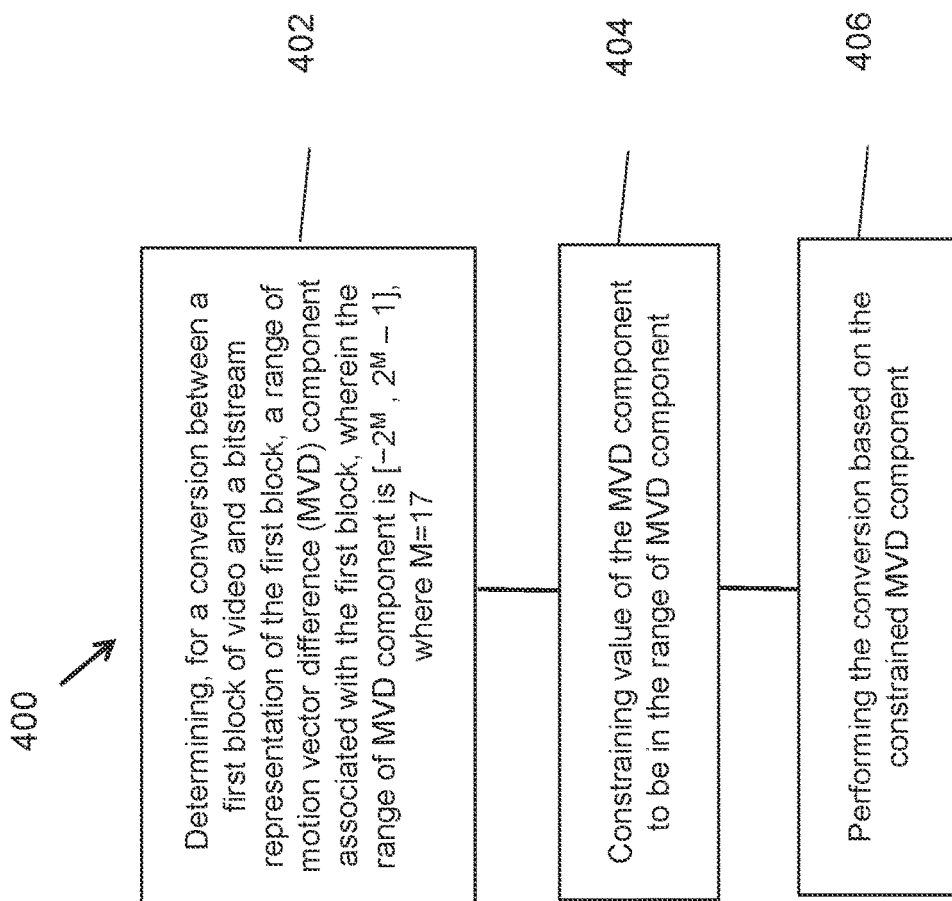 400
Determining, for a conversion between a
first block of video and a bitstream
representation of the first block, a range of
motion vector difference (MVD) component
associated with the first block, wherein the
range of MVD component is [−2ᴹ , 2ᴹ − 1],
where M=17
402
Constraining value of the MVD component
to be in the range of MVD component
404
Performing the conversion based on the
constrained MVD component
406